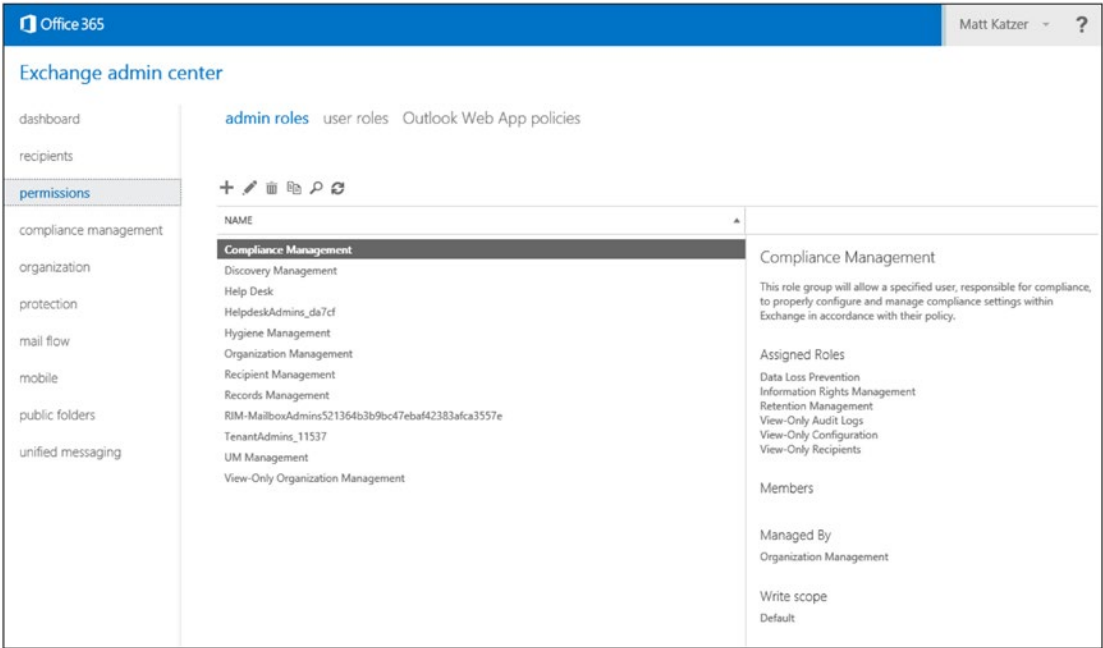 Office 365
Matt Katzer
?
Exchange admin center
dashboard
recipients
permissions
compliance management
organization
protection
mail flow
mobile
public folders
unified messaging
admin roles user roles Outlook Web App policies
NAME
Compliance Management
Discovery Management
Help Desk
HelpdeskAdmins_da7cf
Hygiene Management
Organization Management
Recipient Management
Records Management
RIM-MailboxAdmins521364b3b9bc47ebaf42383afca3557e
TenantAdmins_11537
UM Management
View-Only Organization Management
Compliance Management
This role group will allow a specified user, responsible for compliance,
to properly configure and manage compliance settings within
Exchange in accordance with their policy.
Assigned Roles
Data Loss Prevention
Information Rights Management
Retention Management
View-Only Audit Logs
View-Only Configuration
View-Only Recipients
Members
Managed By
Organization Management
Write scope
Default